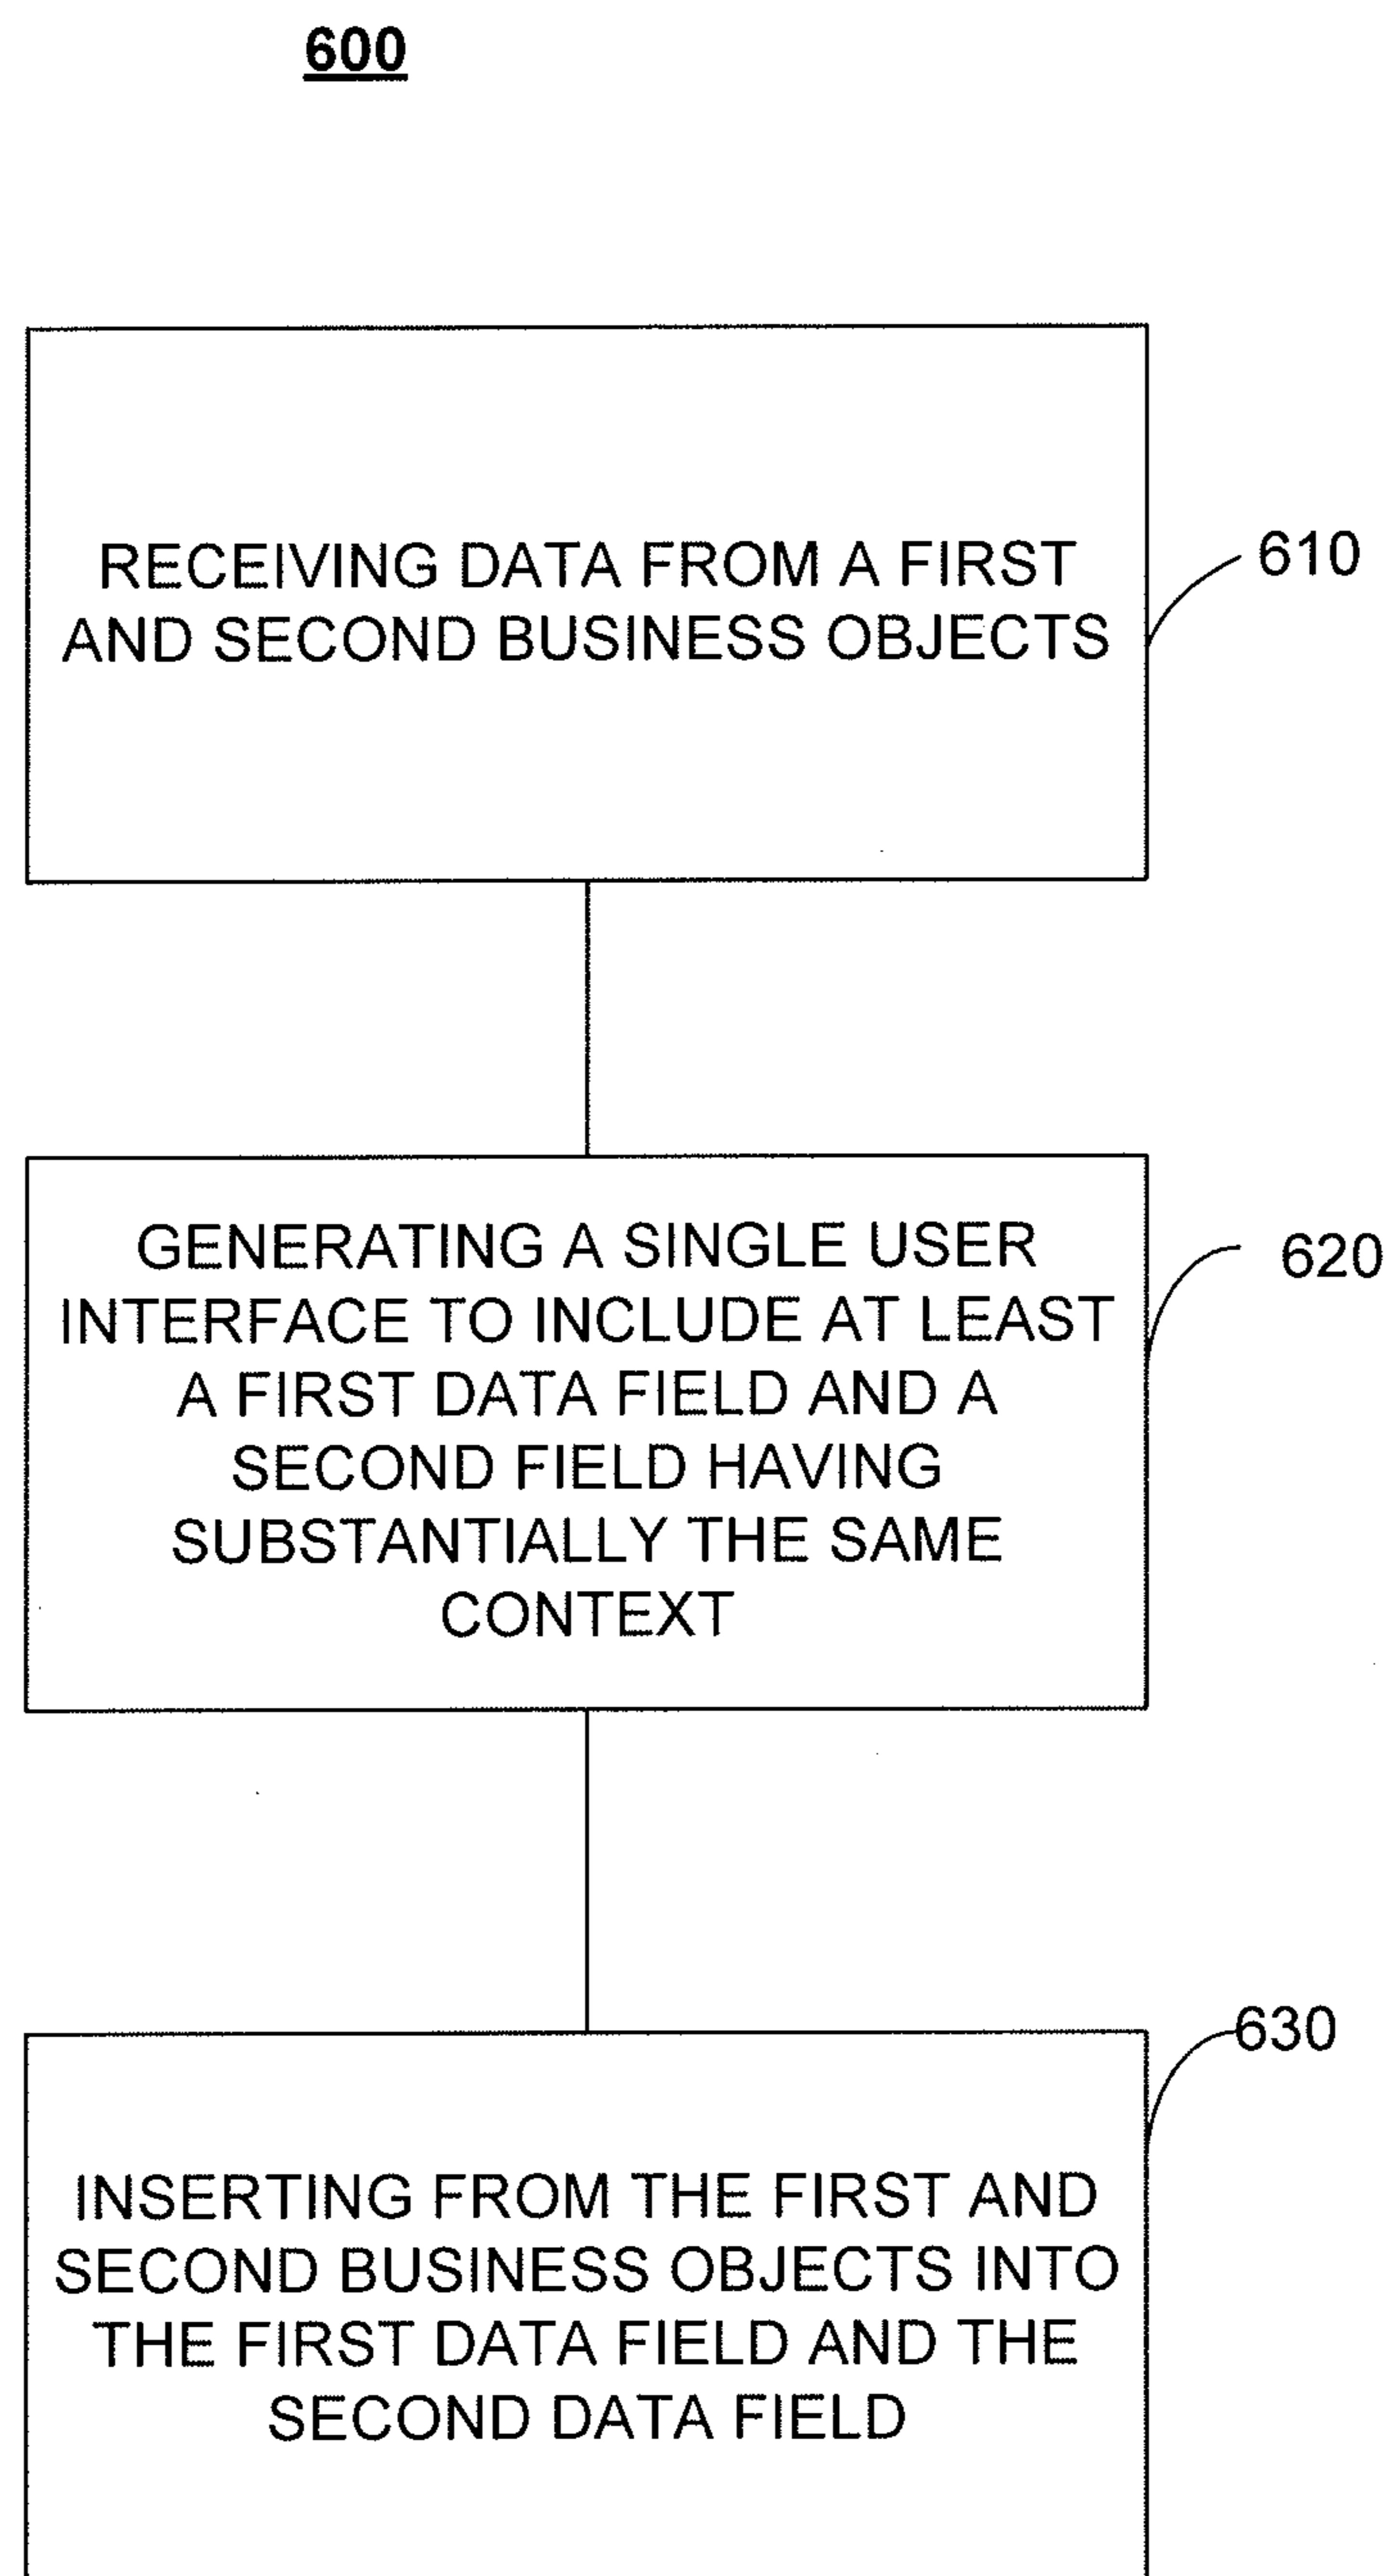 600
RECEIVING DATA FROM A FIRST
AND SECOND BUSINESS OBJECTS
610
GENERATING A SINGLE USER
INTERFACE TO INCLUDE AT LEAST
A FIRST DATA FIELD AND A
SECOND FIELD HAVING
SUBSTANTIALLY THE SAME
CONTEXT
620
630
INSERTING FROM THE FIRST AND
SECOND BUSINESS OBJECTS INTO
THE FIRST DATA FIELD AND THE
SECOND DATA FIELD